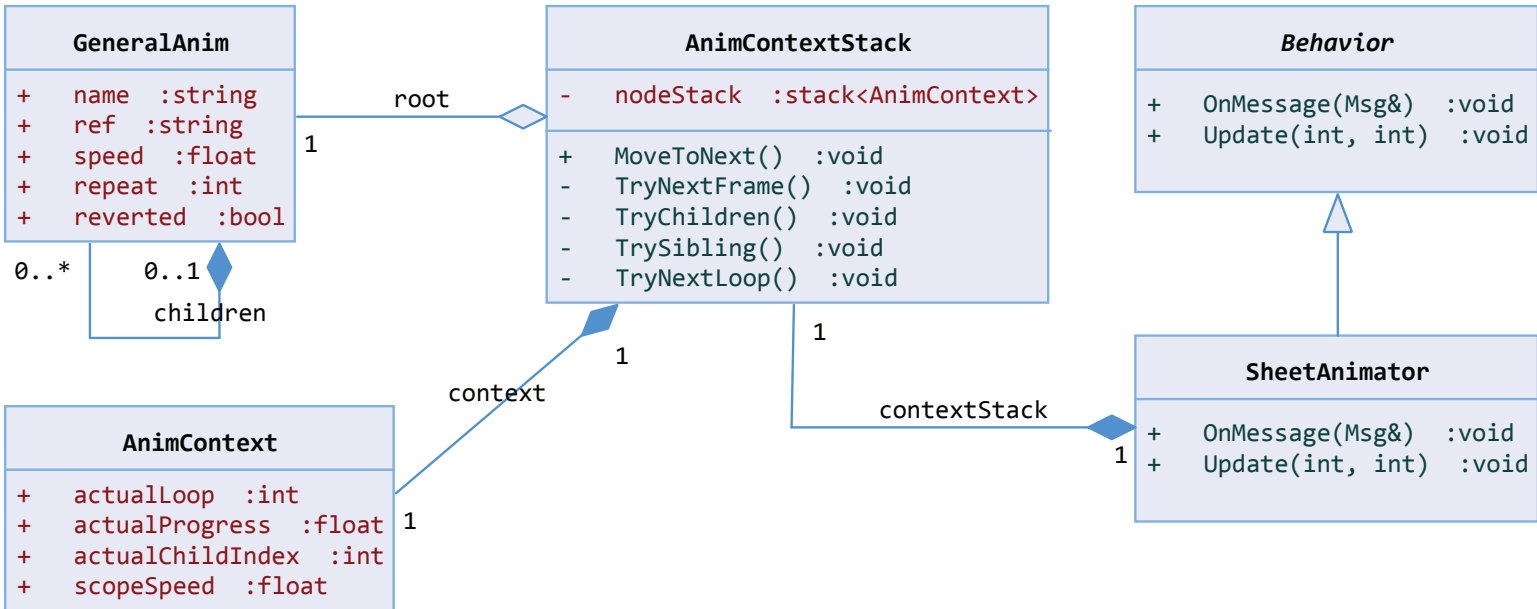 GeneralAnim
+ name :string
+ ref :string
+ speed :float
+ repeat :int
+ reverted :bool
root
1
0..*
0..1
children
AnimContextStack
- nodeStack :stack<AnimContext>
+ MoveToNext() :void
- TryNextFrame() :void
- TryChildren() :void
- TrySibling() :void
- TryNextLoop() :void
Behavior
+ OnMessage(Msg&) :void
+ Update(int, int) :void
1
context
1
1
contextStack
1
AnimContext
+ actualLoop :int
+ actualProgress :float
+ actualChildIndex :int
+ scopeSpeed :float
SheetAnimator
+ OnMessage(Msg&) :void
+ Update(int, int) :void